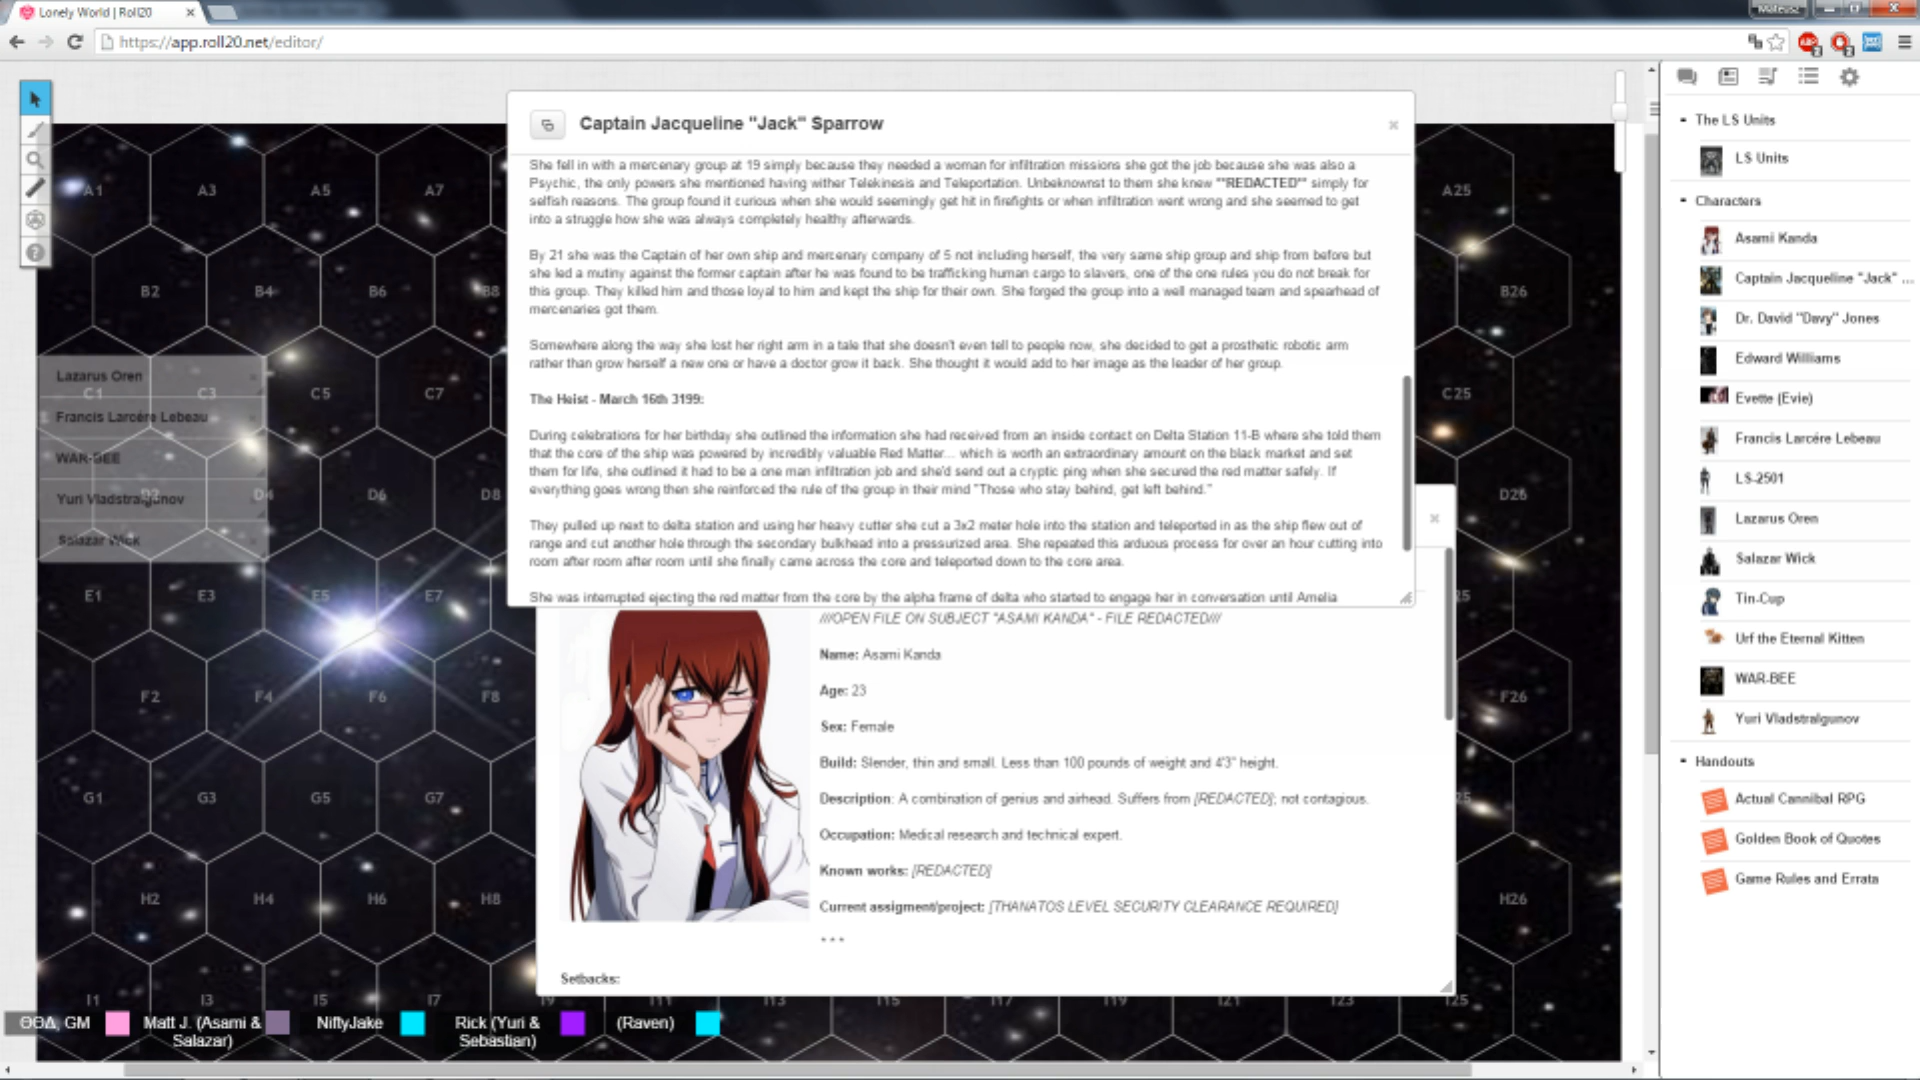 Lonely World | Roll20
Mateusz
https://app.roll20.net/editor/
Captain Jacqueline "Jack" Sparrow
She fell in with a mercenary group at 19 simply because they needed a woman for infiltration missions she got the job because she was also a
Psychic, the only powers she mentioned having wither Telekinesis and Teleportation. Unbeknownst to them she knew **REDACTED** simply for
selfish reasons. The group found it curious when she would seemingly get hit in firefights or when infiltration went wrong and she seemed to get
into a struggle how she was always completely healthy afterwards.
By 21 she was the Captain of her own ship and mercenary company of 5 not including herself, the very same ship group and ship from before but
she led a mutiny against the former captain after he was found to be trafficking human cargo to slavers, one of the one rules you do not break for
this group. They killed him and those loyal to him and kept the ship for their own. She forged the group into a well managed team and spearhead of
mercenaries got them.
Somewhere along the way she lost her right arm in a tale that she doesn't even tell to people now, she decided to get a prosthetic robotic arm
rather than grow herself a new one or have a doctor grow it back. She thought it would add to her image as the leader of her group.
The Heist - March 16th 3199:
During celebrations for her birthday she outlined the information she had received from an inside contact on Delta Station 11-B where she told them
that the core of the ship was powered by incredibly valuable Red Matter... which is worth an extraordinary amount on the black market and set
them for life, she outlined it had to be a one man infiltration job and she'd send out a cryptic ping when she secured the red matter safely. If
everything goes wrong then she reinforced the rule of the group in their mind "Those who stay behind, get left behind."
They pulled up next to delta station and using her heavy cutter she cut a 3x2 meter hole into the station and teleported in as the ship flew out of
range and cut another hole through the secondary bulkhead into a pressurized area. She repeated this arduous process for over an hour cutting into
room after room after room until she finally came across the core and teleported down to the core area.
She was interrupted ejecting the red matter from the core by the alpha frame of delta who started to engage her in conversation until Amelia
///OPEN FILE ON SUBJECT "ASAMI KANDA" - FILE REDACTED///
Name: Asami Kanda
Age: 23
Sex: Female
Build: Slender, thin and small. Less than 100 pounds of weight and 4'3" height.
Description: A combination of genius and airhead. Suffers from [REDACTED]; not contagious.
Occupation: Medical research and technical expert.
Known works: [REDACTED]
Current assigment/project: [THANATOS LEVEL SECURITY CLEARANCE REQUIRED]
* * *
Setbacks:
A1 A3 A5 A7 A25
B2 B4 B6 B8 B26
C1 C3 C5 C7 C25
D2 D4 D6 D8 D26
E1 E3 E5 E7
F2 F4 F6 F8 F26
G1 G3 G5 G7
H2 H4 H6 H8 H26
I1 I3 I5 I7 I9 I11 I13 I15 I17 I19 I21 I23 I25
Lazarus Oren
Francis Larcére Lebeau
WAR-BEE
Yuri Vladstralgunov
Salazar Wick
ΘΘΔ, GM
Matt J. (Asami &
Salazar)
NiftyJake
Rick (Yuri &
Sebastian)
(Raven)
The LS Units
LS Units
Characters
Asami Kanda
Captain Jacqueline "Jack" ...
Dr. David "Davy" Jones
Edward Williams
Evette (Evie)
Francis Larcére Lebeau
LS-2501
Lazarus Oren
Salazar Wick
Tin-Cup
Urf the Eternal Kitten
WAR-BEE
Yuri Vladstralgunov
Handouts
Actual Cannibal RPG
Golden Book of Quotes
Game Rules and Errata